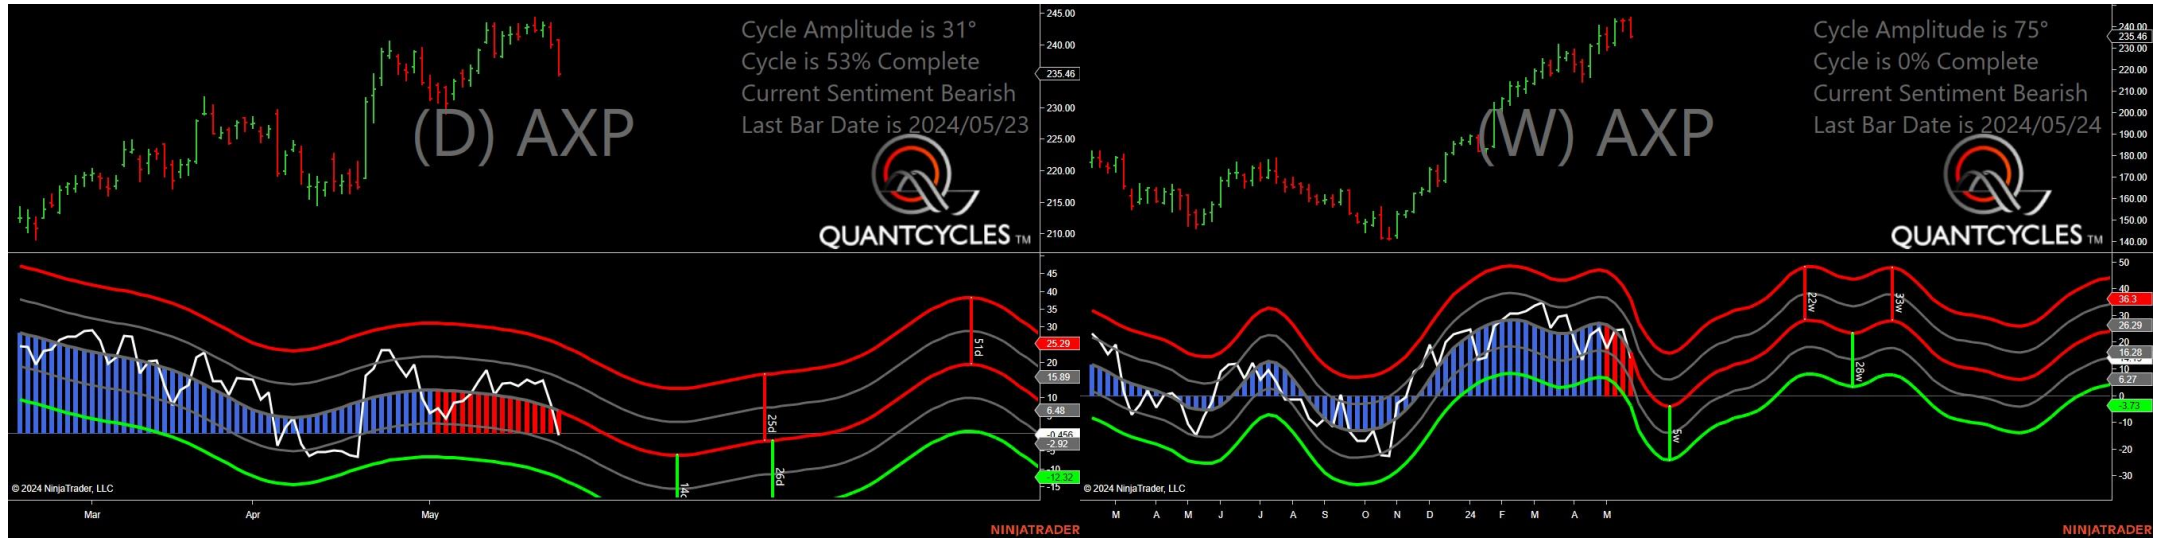 Cycle Amplitude is 31°
Cycle is 53% Complete
Current Sentiment Bearish
Last Bar Date is 2024/05/23
(D) AXP
QUANTCYCLES TM
245.00
240.00
235.46
230.00
225.00
220.00
215.00
210.00
45
40
35
30
25.29
20
15.89
10
6.48
-0.456
-2.92
-12.32
-15
51d
25d
26d
© 2024 NinjaTrader, LLC
Mar
Apr
May
NINJATRADER
Cycle Amplitude is 75°
Cycle is 0% Complete
Current Sentiment Bearish
Last Bar Date is 2024/05/24
(W) AXP
QUANTCYCLES TM
240.00
235.46
230.00
220.00
210.00
200.00
190.00
180.00
170.00
160.00
150.00
140.00
50
40
36.3
26.29
20
16.28
10
6.27
0
-3.73
-10
-20
-30
22w
33w
28w
5w
© 2024 NinjaTrader, LLC
M
A
M
J
J
A
S
O
N
D
24
F
M
A
M
NINJATRADER